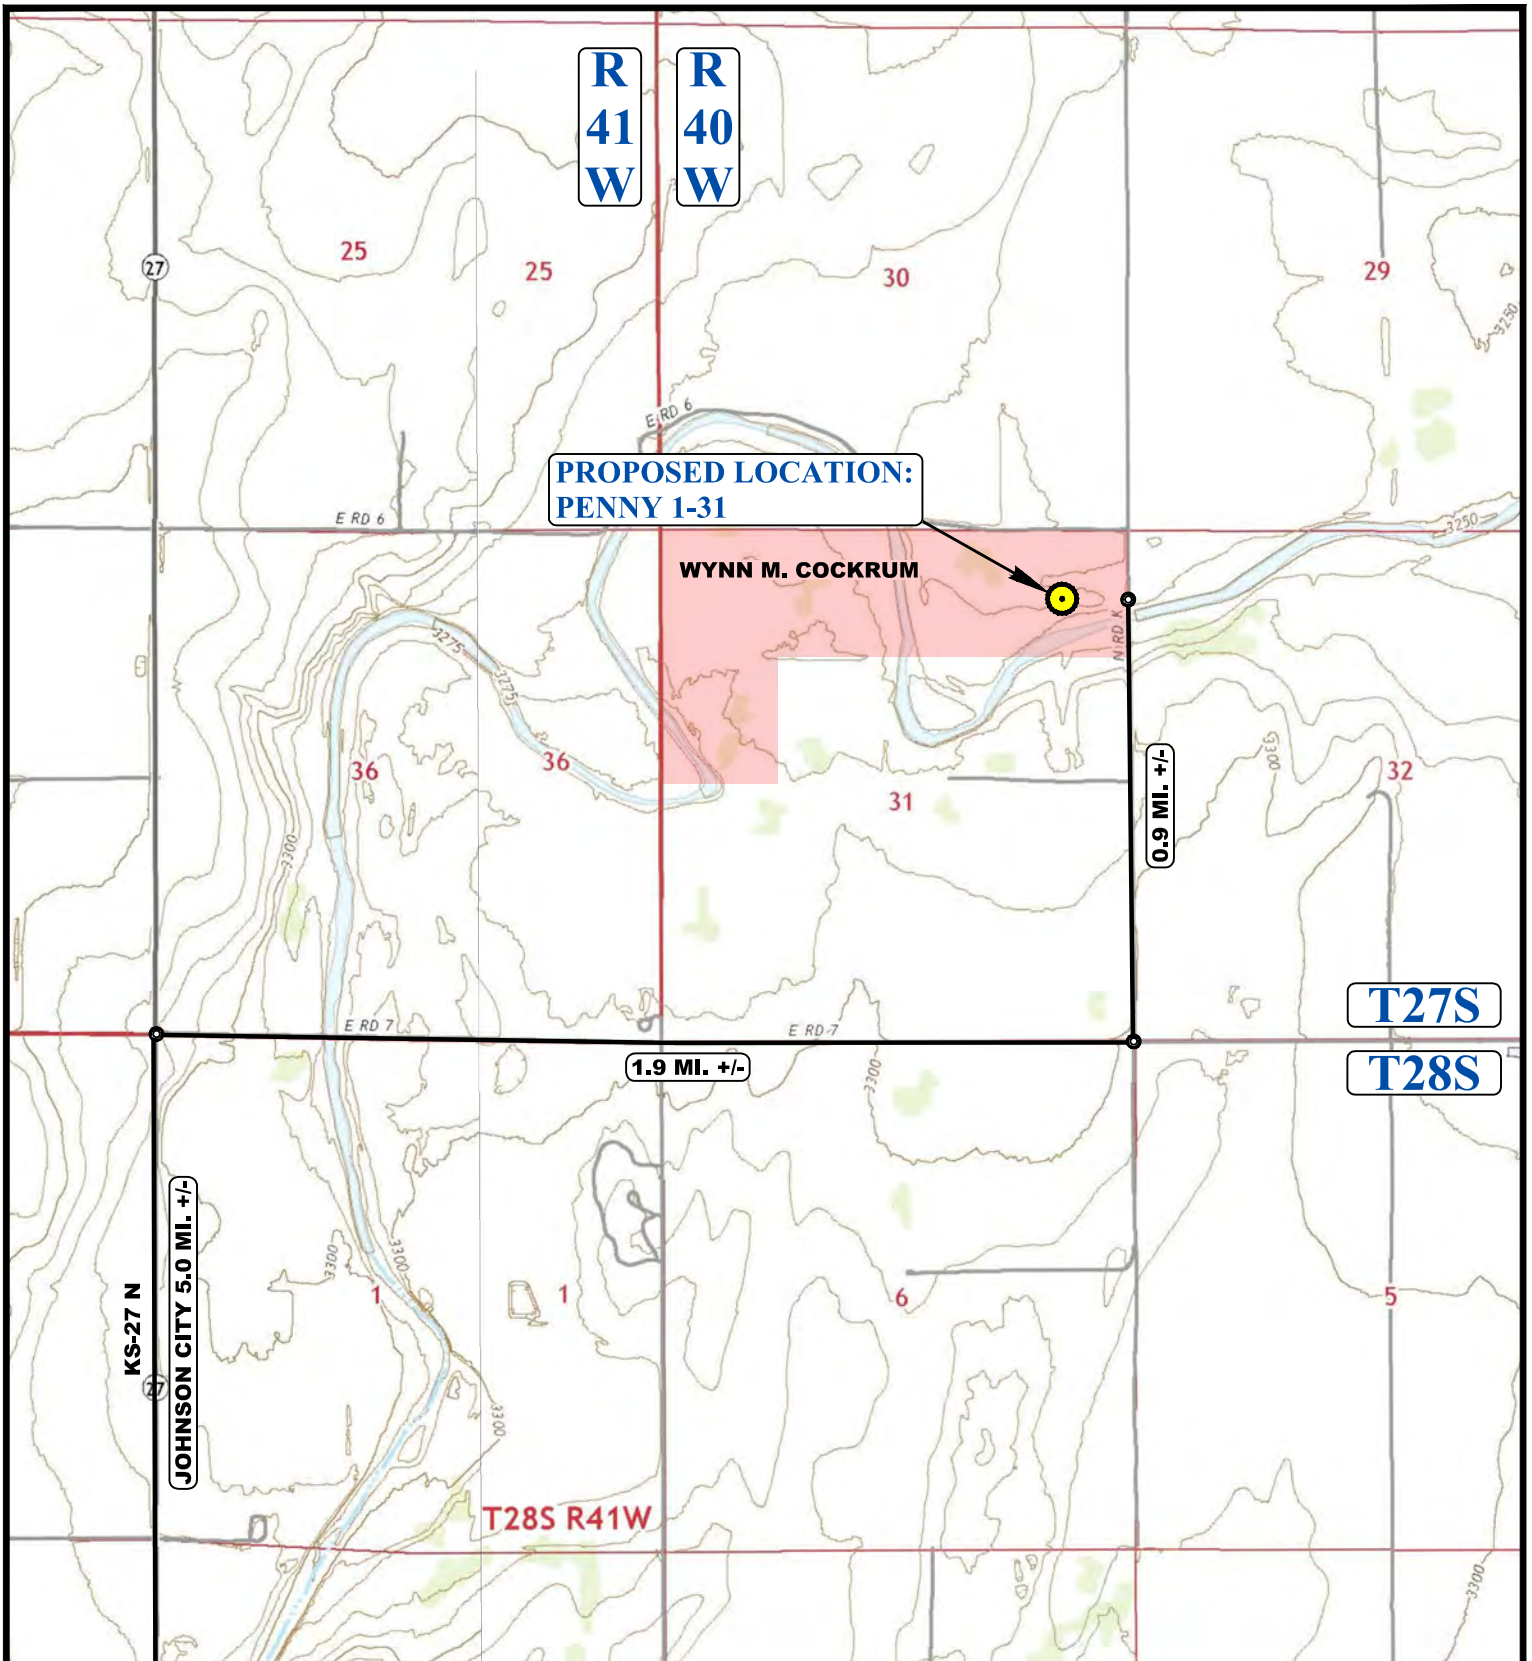 R
41
W
R
40
W
25
25
30
29
27
3250
E RD 6
PROPOSED LOCATION:
PENNY 1-31
E RD 6
3250
WYNN M. COCKRUM
N RD K
3275
3275
36
36
31
32
3300
3300
0.9 MI. +/-
T27S
E RD 7
E RD 7
1.9 MI. +/-
T28S
3300
JOHNSON CITY 5.0 MI. +/-
KS-27 N
27
3300
3300
1
1
6
5
3300
T28S R41W
3300